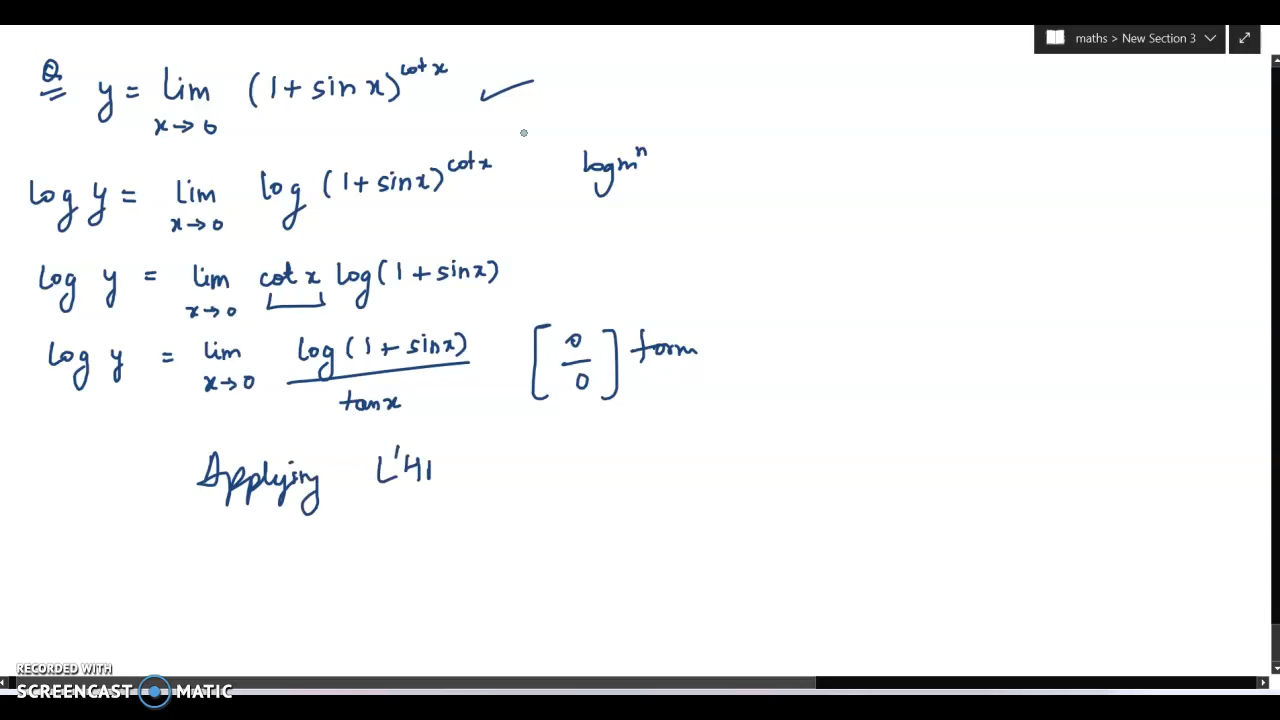 maths > New Section 3
Q. y = lim x→0 (1 + sin x)^cot x
log y = lim x→0 log (1 + sin x)^cot x log m^n
log y = lim x→0 cot x log (1 + sin x)
log y = lim x→0 log (1 + sin x) / tan x [0/0] form
Applying L'H
RECORDED WITH
SCREENCAST MATIC